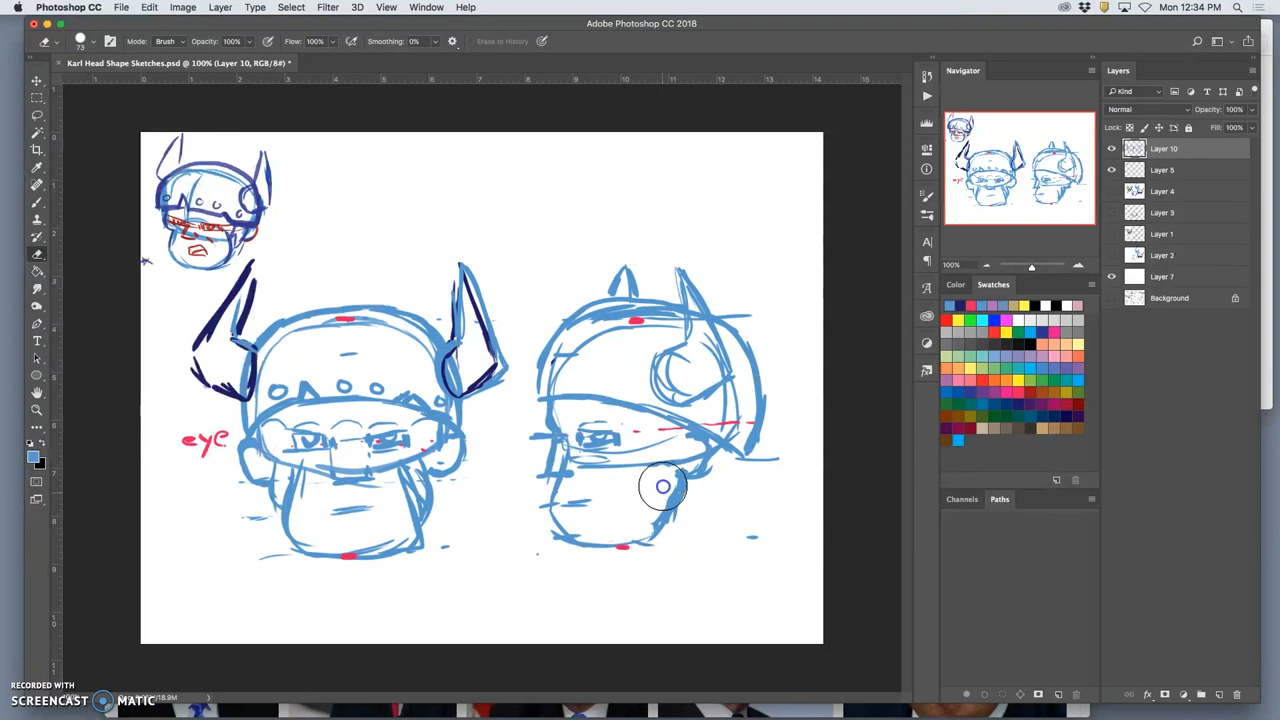 Photoshop CC File Edit Image Layer Type Select Filter 3D View Window Help Mon 12:34 PM
Adobe Photoshop CC 2018
73 Mode: Brush Opacity: 100% Flow: 100% Smoothing: 0% Erase to History
Karl Head Shape Sketches.psd @ 100% (Layer 10, RGB/8#) *
Navigator
Layers
Kind
Normal Opacity: 100%
Lock: Fill: 100%
Layer 10
Layer 5
Layer 4
Layer 3
Layer 1
Layer 2
Layer 7
Background
100%
Color Swatches
Channels Paths
eye
RECORDED WITH
SCREENCAST MATIC